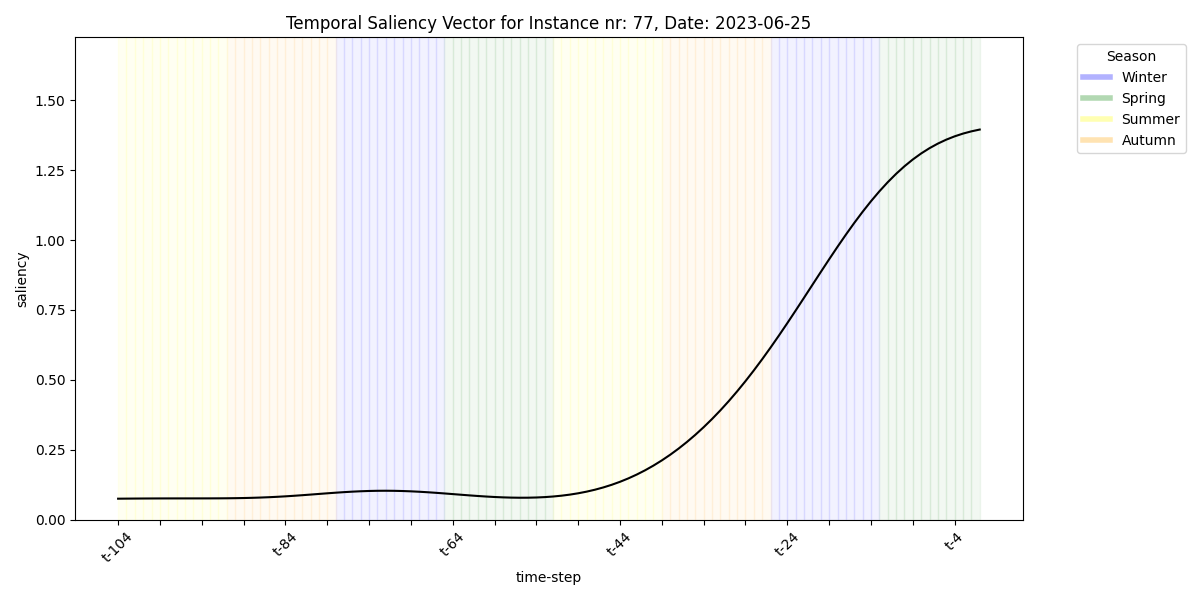 Temporal Saliency Vector for Instance nr: 77, Date: 2023-06-25
Season
Winter
Spring
Summer
Autumn
saliency
1.50
1.25
1.00
0.75
0.50
0.25
0.00
t-104
t-84
t-64
t-44
t-24
t-4
time-step